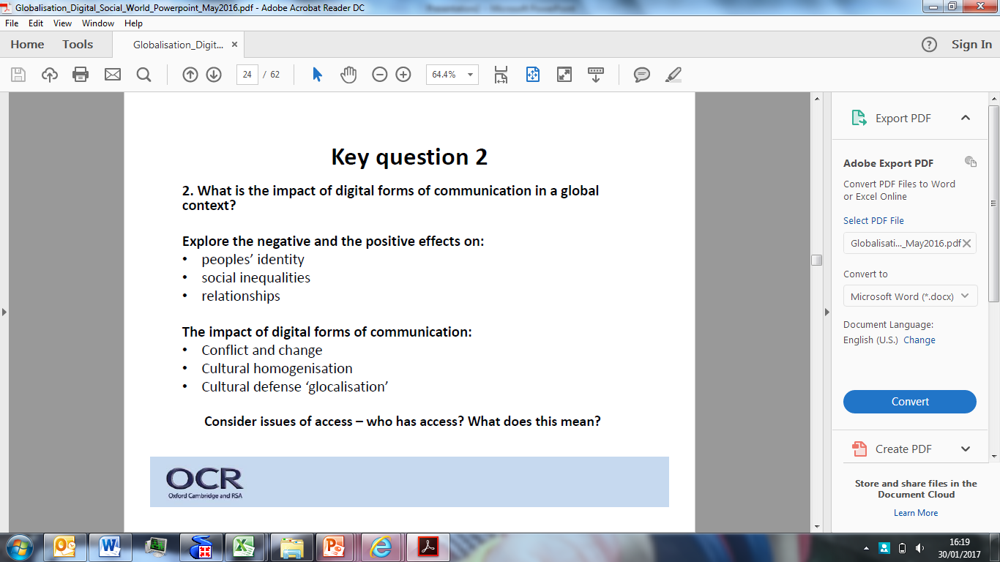 Globalisation_Digital_Social_World_Powerpoint_May2016.pdf - Adobe Acrobat Reader DC
File Edit View Window Help
Home Tools Globalisation_Digit... × Sign In
24 / 62 64.4%
Key question 2
2. What is the impact of digital forms of communication in a global
context?
Explore the negative and the positive effects on:
• peoples’ identity
• social inequalities
• relationships
The impact of digital forms of communication:
• Conflict and change
• Cultural homogenisation
• Cultural defense ‘glocalisation’
Consider issues of access – who has access? What does this mean?
OCR
Oxford Cambridge and RSA
Export PDF
Adobe Export PDF
Convert PDF Files to Word
or Excel Online
Select PDF File
Globalisati..._May2016.pdf
Convert to
Microsoft Word (*.docx)
Document Language:
English (U.S.) Change
Convert
Create PDF
Store and share files in the
Document Cloud
Learn More
16:19
30/01/2017